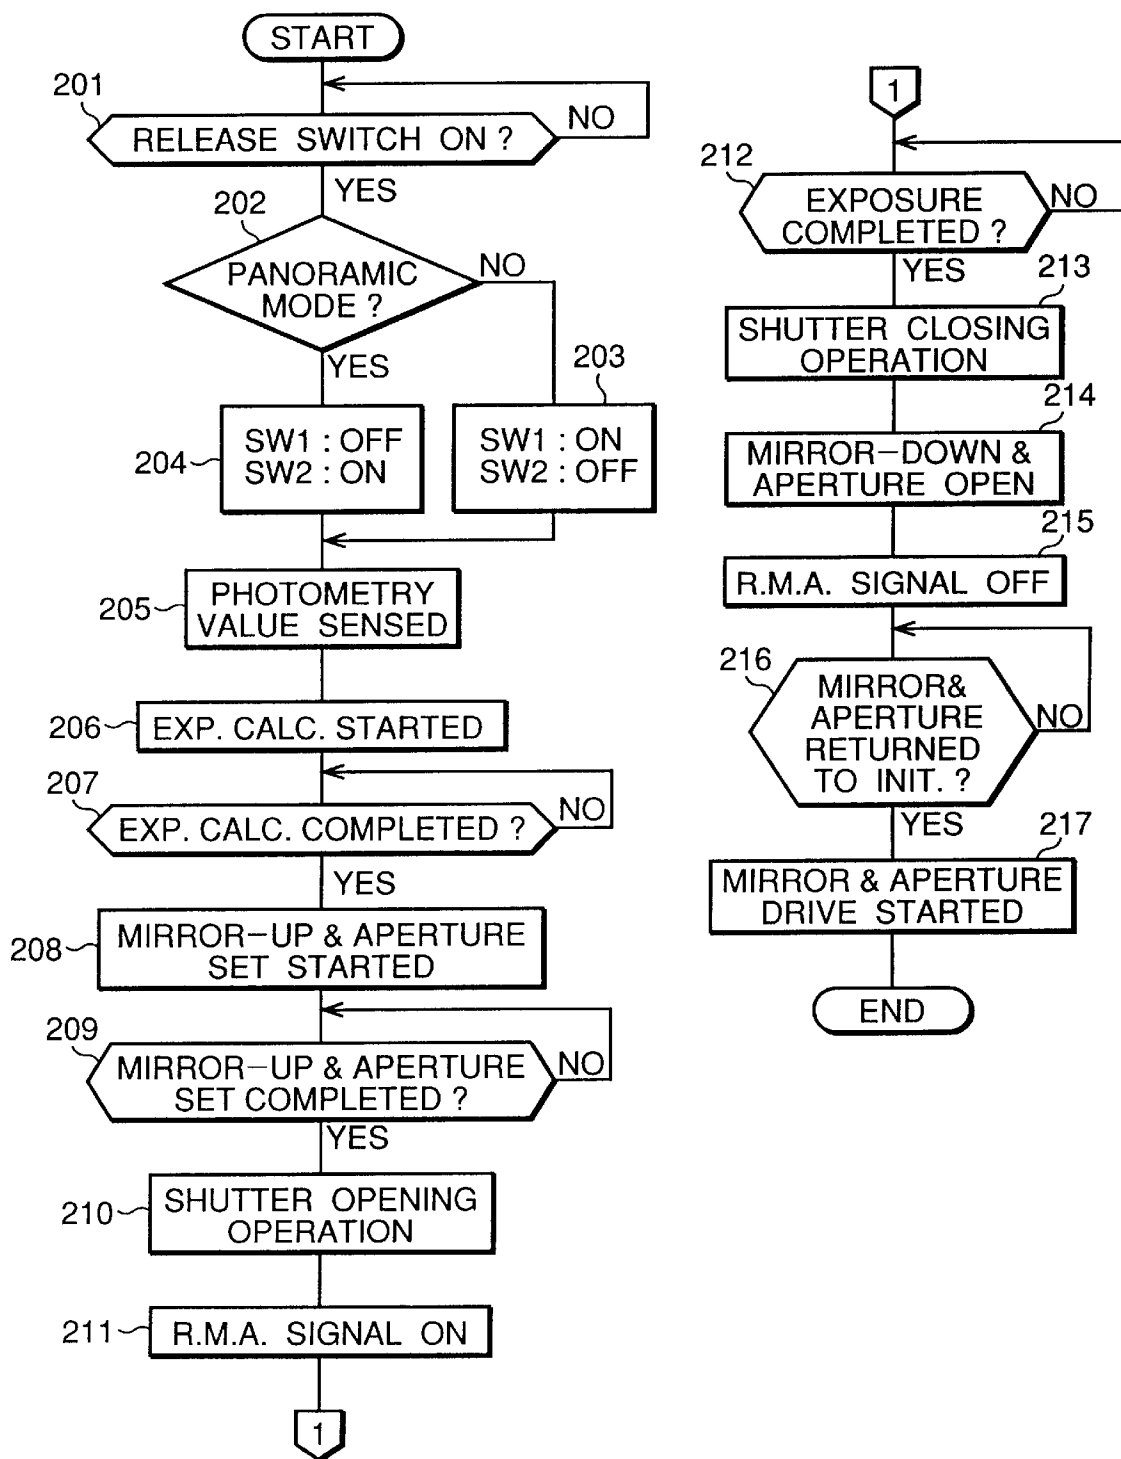 START
201
RELEASE SWITCH ON ?
NO
YES
202
PANORAMIC
MODE ?
NO
YES
203
204
SW1 : OFF
SW2 : ON
SW1 : ON
SW2 : OFF
205
PHOTOMETRY
VALUE SENSED
206
EXP. CALC. STARTED
207
EXP. CALC. COMPLETED ?
NO
YES
208
MIRROR-UP & APERTURE
SET STARTED
209
MIRROR-UP & APERTURE
SET COMPLETED ?
NO
YES
210
SHUTTER OPENING
OPERATION
211
R.M.A. SIGNAL ON
1
1
212
EXPOSURE
COMPLETED ?
NO
YES
213
SHUTTER CLOSING
OPERATION
214
MIRROR-DOWN &
APERTURE OPEN
215
R.M.A. SIGNAL OFF
216
MIRROR&
APERTURE
RETURNED
TO INIT. ?
NO
YES
217
MIRROR & APERTURE
DRIVE STARTED
END